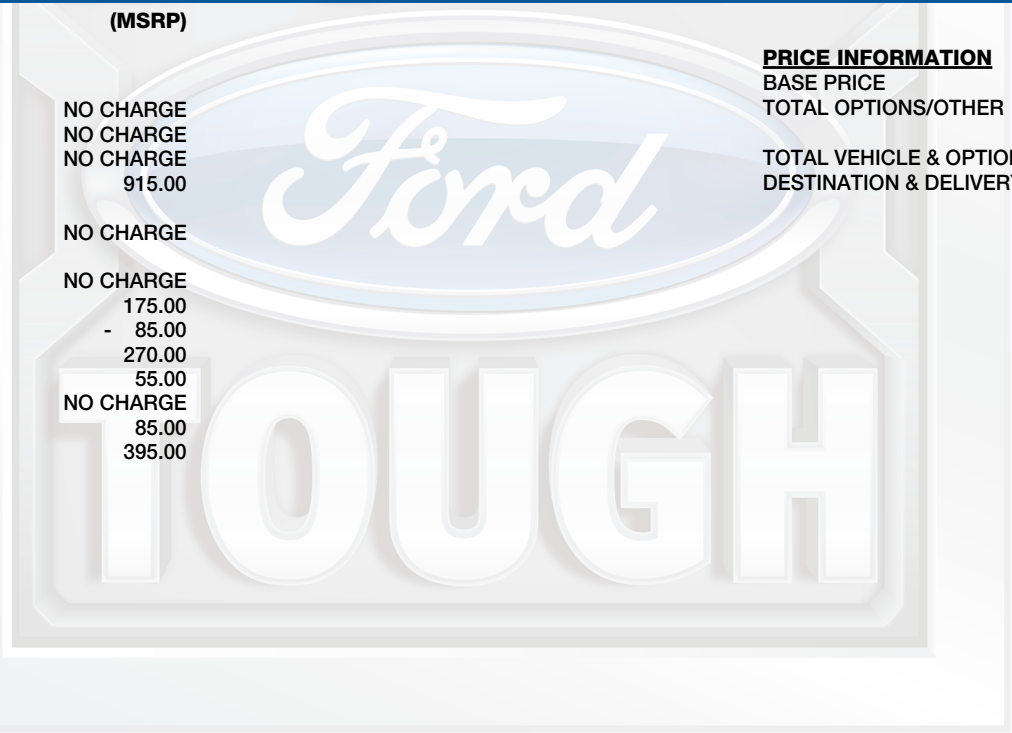 (MSRP)
NO CHARGE
NO CHARGE
NO CHARGE
915.00
NO CHARGE
NO CHARGE
175.00
- 85.00
270.00
55.00
NO CHARGE
85.00
395.00
PRICE INFORMATION
BASE PRICE
TOTAL OPTIONS/OTHER
TOTAL VEHICLE & OPTION
DESTINATION & DELIVERY
Ford
TOUGH